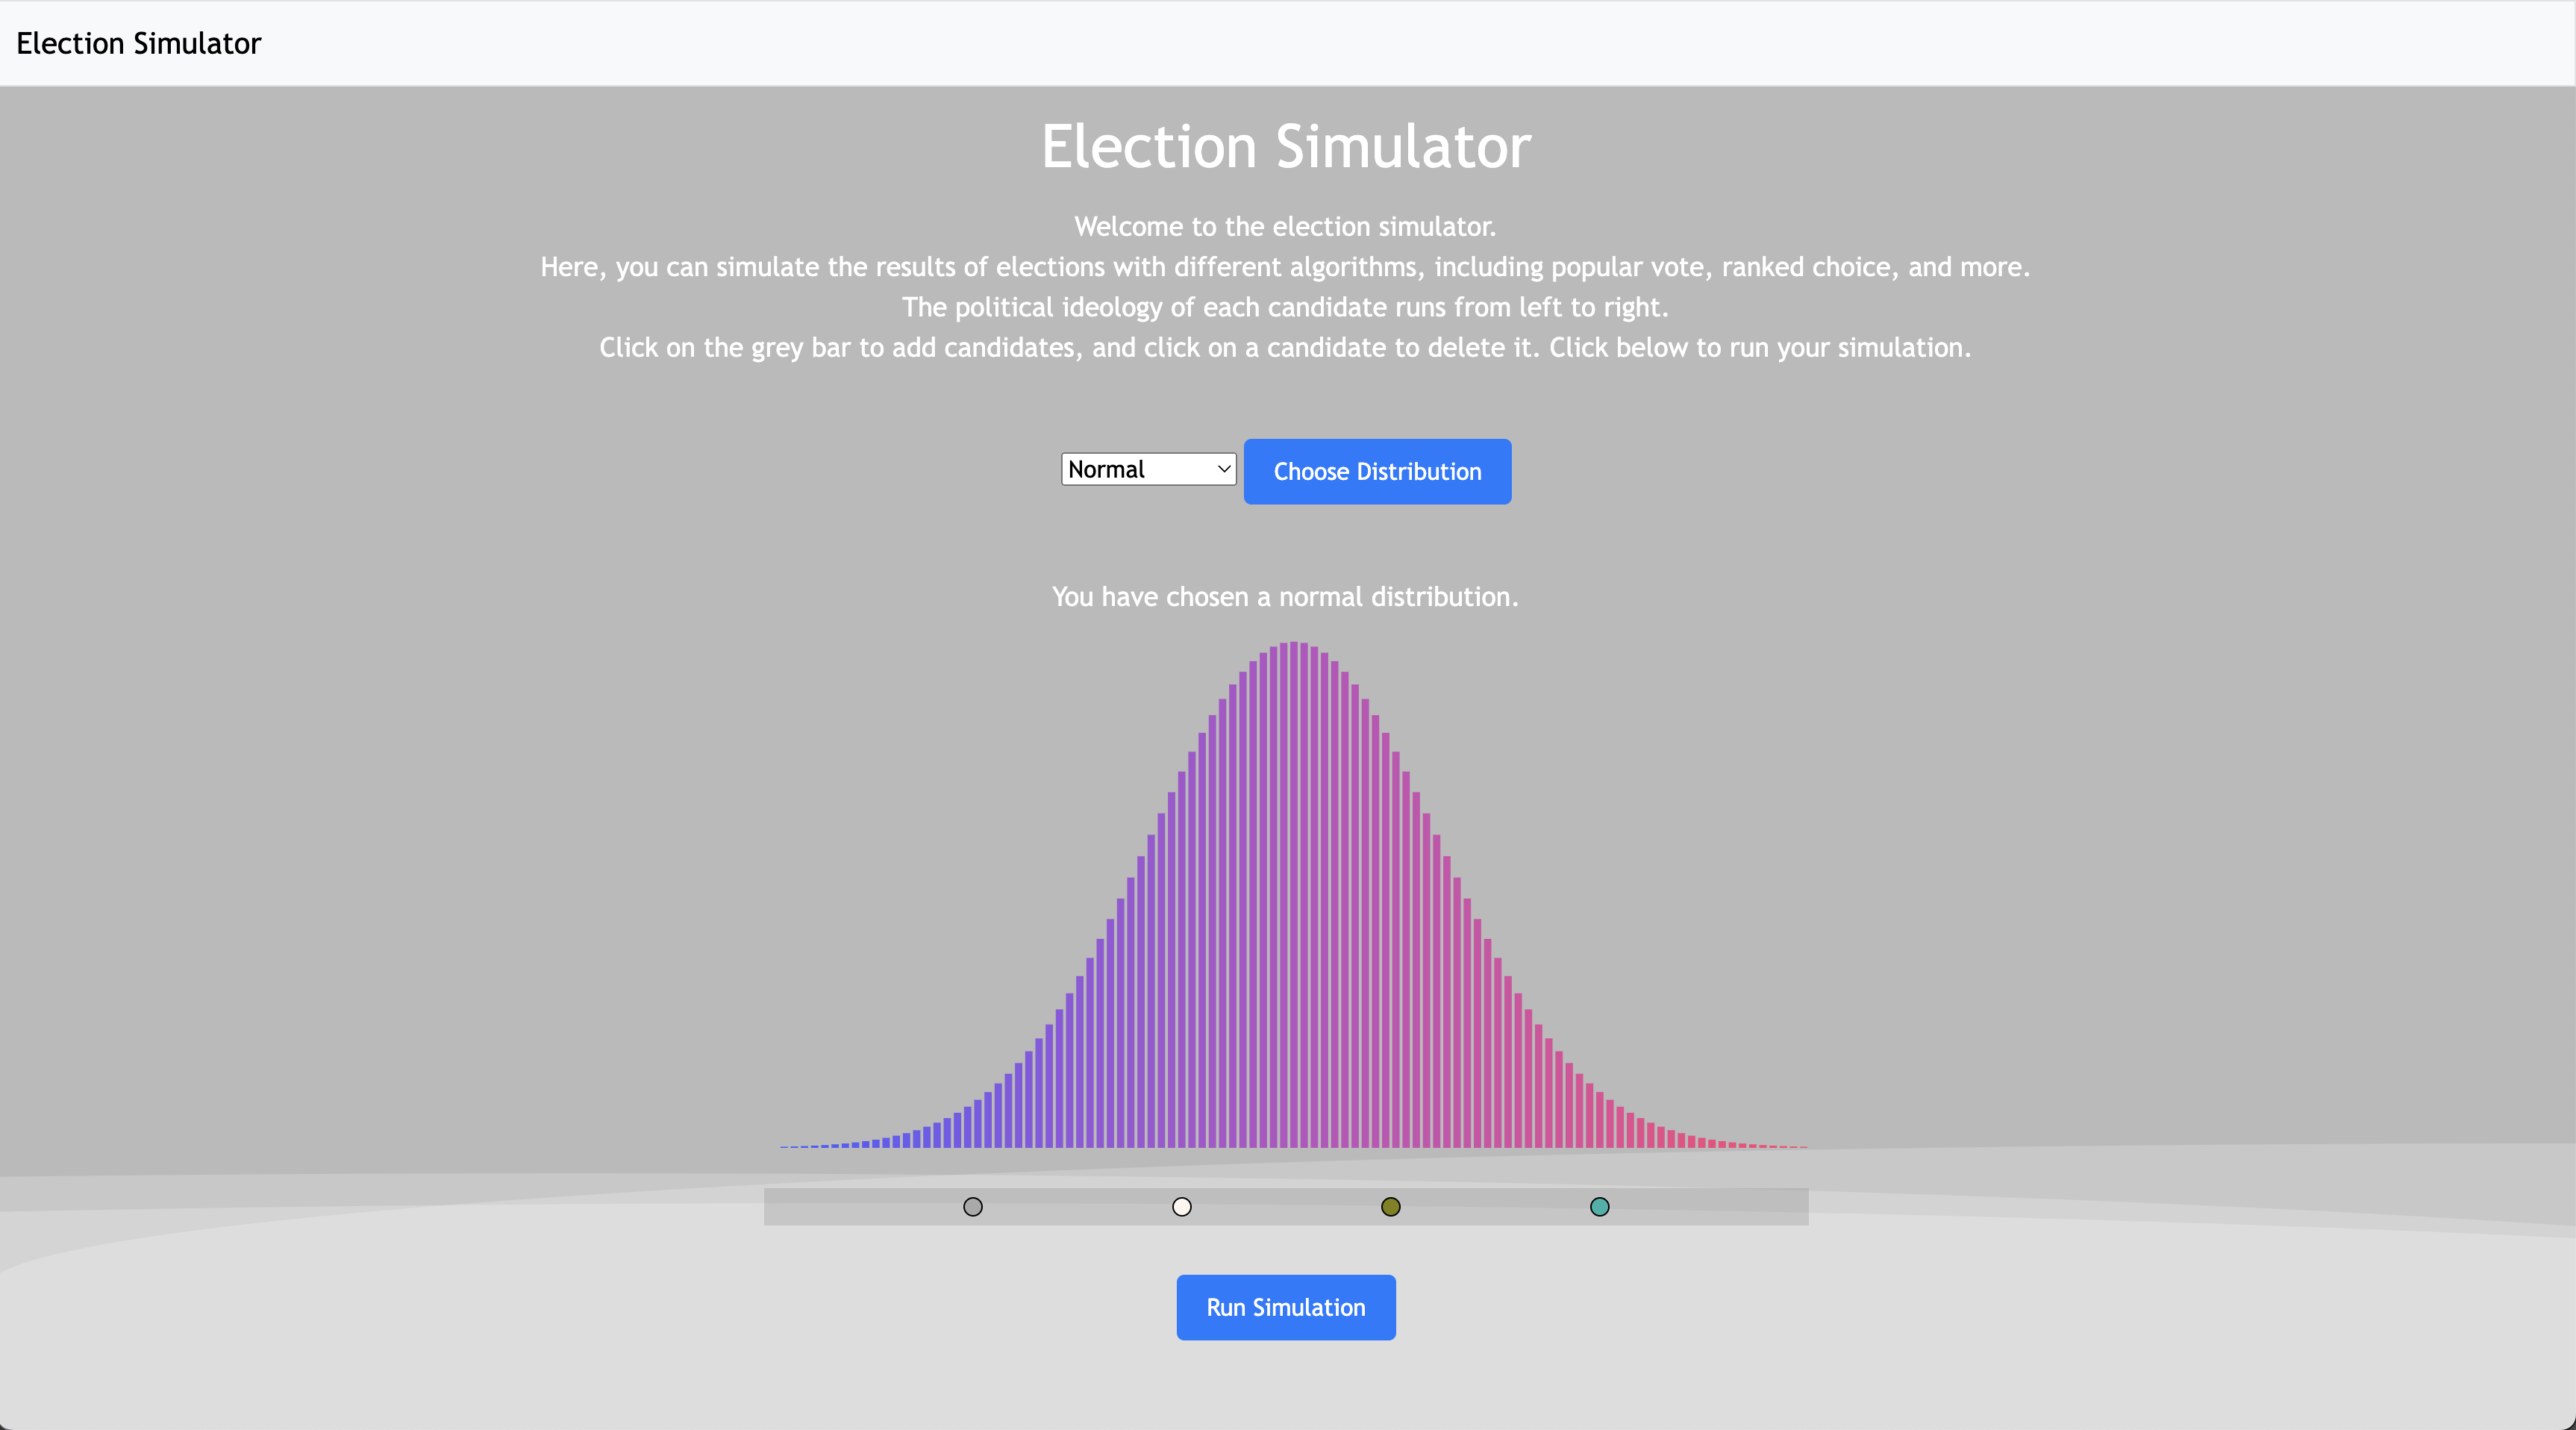 Election Simulator
Election Simulator
Welcome to the election simulator.
Here, you can simulate the results of elections with different algorithms, including popular vote, ranked choice, and more.
The political ideology of each candidate runs from left to right.
Click on the grey bar to add candidates, and click on a candidate to delete it. Click below to run your simulation.
Normal Choose Distribution
You have chosen a normal distribution.
Run Simulation